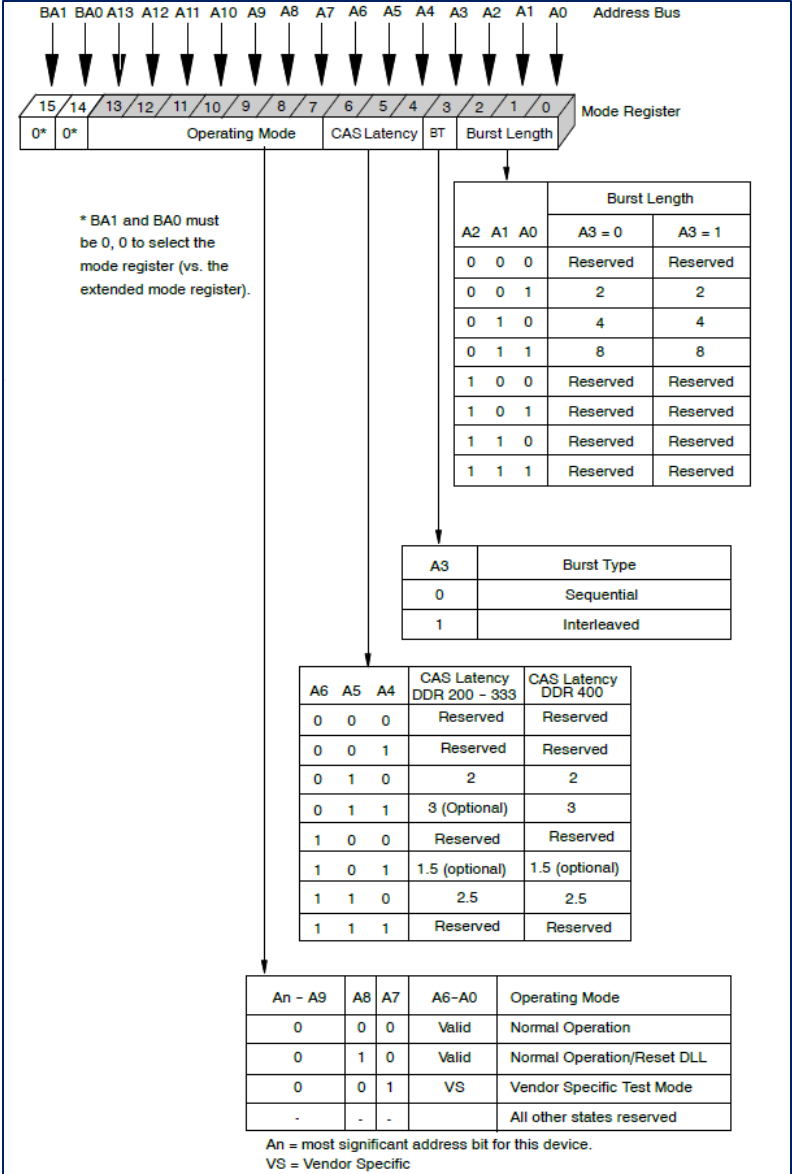 BA1 BA0 A13 A12 A11 A10 A9 A8 A7 A6 A5 A4 A3 A2 A1 A0 Address Bus
15 14 13 12 11 10 9 8 7 6 5 4 3 2 1 0 Mode Register
0* 0* Operating Mode CAS Latency BT Burst Length
* BA1 and BA0 must
be 0, 0 to select the
mode register (vs. the
extended mode register).
Burst Length
A2 A1 A0 A3 = 0 A3 = 1
0 0 0 Reserved Reserved
0 0 1 2 2
0 1 0 4 4
0 1 1 8 8
1 0 0 Reserved Reserved
1 0 1 Reserved Reserved
1 1 0 Reserved Reserved
1 1 1 Reserved Reserved
A3 Burst Type
0 Sequential
1 Interleaved
CAS Latency CAS Latency
A6 A5 A4 DDR 200 – 333 DDR 400
0 0 0 Reserved Reserved
0 0 1 Reserved Reserved
0 1 0 2 2
0 1 1 3 (Optional) 3
1 0 0 Reserved Reserved
1 0 1 1.5 (optional) 1.5 (optional)
1 1 0 2.5 2.5
1 1 1 Reserved Reserved
An – A9 A8 A7 A6–A0 Operating Mode
0 0 0 Valid Normal Operation
0 1 0 Valid Normal Operation/Reset DLL
0 0 1 VS Vendor Specific Test Mode
- - - All other states reserved
An = most significant address bit for this device.
VS = Vendor Specific